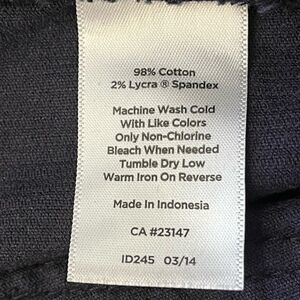 98% Cotton
2% Lycra ® Spandex
Machine Wash Cold
With Like Colors
Only Non-Chlorine
Bleach When Needed
Tumble Dry Low
Warm Iron On Reverse
Made In Indonesia
CA #23147
ID245 03/14